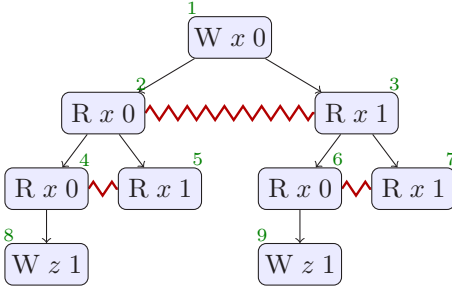 1
W x 0
2 3
R x 0 R x 1
4 5 6 7
R x 0 R x 1 R x 0 R x 1
8 9
W z 1 W z 1